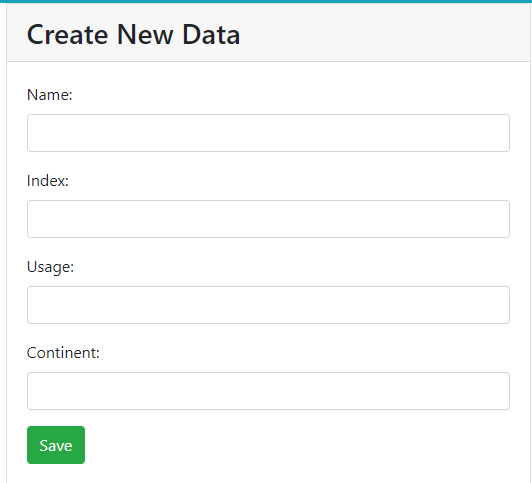 Create New Data
Name:
Index:
Usage:
Continent:
Save